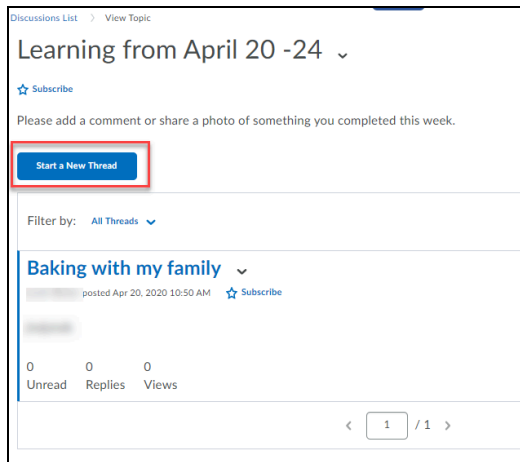 Discussions List > View Topic
Learning from April 20 -24
Subscribe
Please add a comment or share a photo of something you completed this week.
Start a New Thread
Filter by: All Threads
Baking with my family
posted Apr 20, 2020 10:50 AM Subscribe
0 0 0
Unread Replies Views
< 1 / 1 >